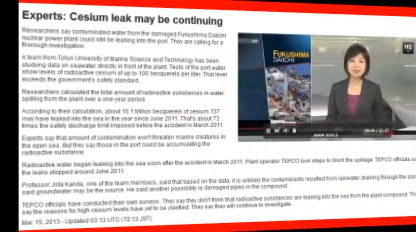 Experts: Cesium leak may be continuing
Researchers say contaminated water from the damaged Fukushima Daiichi
nuclear power plant could still be leaking into the port. They are calling for a
thorough investigation.
A team from Tokyo University of Marine Science and Technology has been
studying data on seawater directly in front of the plant. Tests of the port water
show levels of radioactive cesium of up to 100 becquerels per liter. That level
exceeds the government's safety standard.
Researchers calculated the total amount of radioactive substances in water
spilling from the plant over a one-year period.
According to their calculation, about 16.1 trillion becquerels of cesium 137
may have leaked into the sea in the year since June 2011. That's about 73
times the safety discharge limit imposed before the accident in March 2011.
Experts say that amount of contamination won't threaten marine creatures in
the open sea. But they say those in the port could be accumulating the
radioactive substance.
FUKUSHIMA
DAIICHI
HQ
Radioactive water began leaking into the sea soon after the accident in March 2011. Plant operator TEPCO took steps to block the spillage. TEPCO officials
the leaks stopped around June 2011.
Professor Jota Kanda, one of the team members, said that based on the data, it is unlikely the contaminants resulted from rainwater draining through the
said groundwater may be the source. He said another possibility is damaged pipes in the compound.
TEPCO officials have conducted their own surveys. They say they don't think that radioactive substances are leaking into the sea from the plant compound.
say the reasons for high cesium levels have yet to be clarified. They say they will continue to investigate.
Mar. 15, 2013 - Updated 03:13 UTC (12:13 JST)